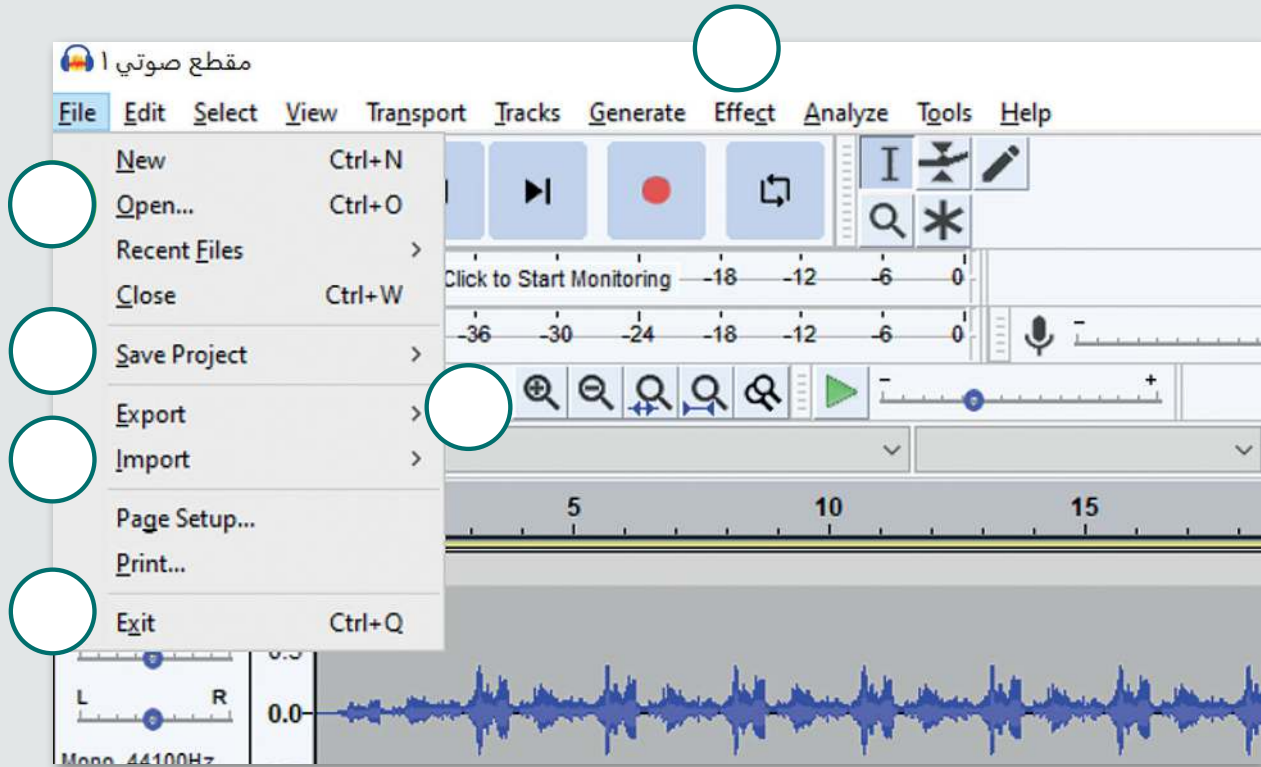 مقطع صوتي ١
File Edit Select View Transport Tracks Generate Effect Analyze Tools Help
New Ctrl+N
Open... Ctrl+O
Recent Files >
Close Ctrl+W
Click to Start Monitoring -18 -12 -6 0
Save Project >
-36 -30 -24 -18 -12 -6 0 -
- +
Export >
Import >
5 10 15
Page Setup...
Print...
Exit Ctrl+Q
L R
0.0
Mono, 44100Hz